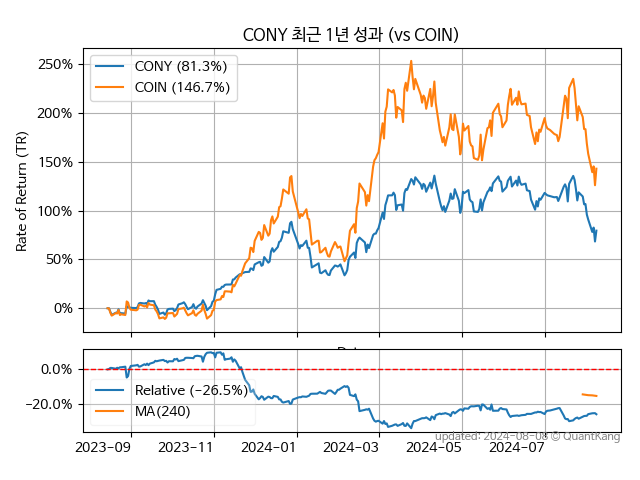 CONY 최근 1년 성과 (vs COIN)
CONY (81.3%)
COIN (146.7%)
Rate of Return (TR)
250%
200%
150%
100%
50%
0%
0.0%
−20.0%
Relative (−26.5%)
MA(240)
2023−09
2023−11
2024−01
2024−03
2024−05
2024−07
updated: 2024−08−08 © QuantKang